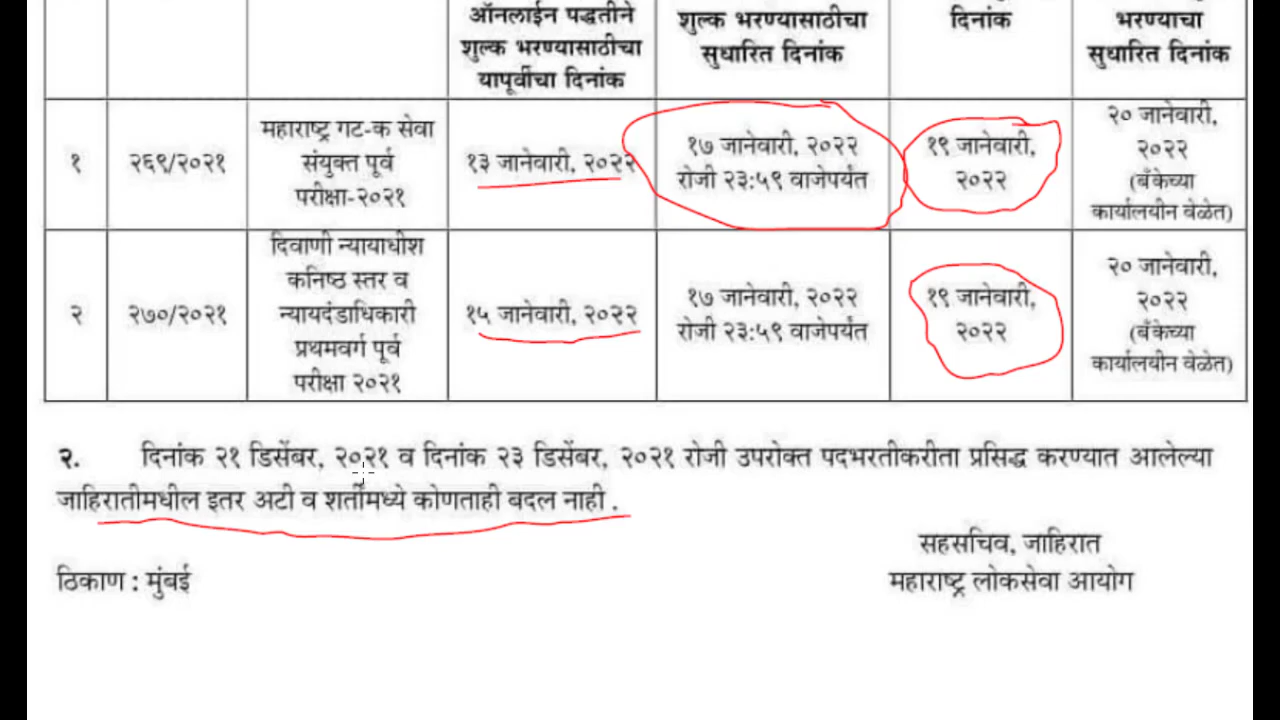 ऑनलाईन पद्धतीने
शुल्क भरण्यासाठीचा
यापूर्वीचा दिनांक
शुल्क भरण्यासाठीचा
सुधारित दिनांक
दिनांक
भरण्याचा
सुधारित दिनांक
१
२६९/२०२१
महाराष्ट्र गट-क सेवा
संयुक्त पूर्व
परीक्षा-२०२१
१३ जानेवारी, २०२२
१७ जानेवारी, २०२२
रोजी २३:५९ वाजेपर्यंत
१९ जानेवारी,
२०२२
२० जानेवारी,
२०२२
(बँकेच्या
कार्यालयीन वेळेत)
२
२७०/२०२१
दिवाणी न्यायाधीश
कनिष्ठ स्तर व
न्यायदंडाधिकारी
प्रथमवर्ग पूर्व
परीक्षा २०२१
१५ जानेवारी, २०२२
१७ जानेवारी, २०२२
रोजी २३:५९ वाजेपर्यंत
१९ जानेवारी,
२०२२
२० जानेवारी,
२०२२
(बँकेच्या
कार्यालयीन वेळेत)
२. दिनांक २१ डिसेंबर, २०२१ व दिनांक २३ डिसेंबर, २०२१ रोजी उपरोक्त पदभरतीकरीता प्रसिद्ध करण्यात आलेल्या
जाहिरातीमधील इतर अटी व शर्तीमध्ये कोणताही बदल नाही .
सहसचिव, जाहिरात
ठिकाण : मुंबई
महाराष्ट्र लोकसेवा आयोग